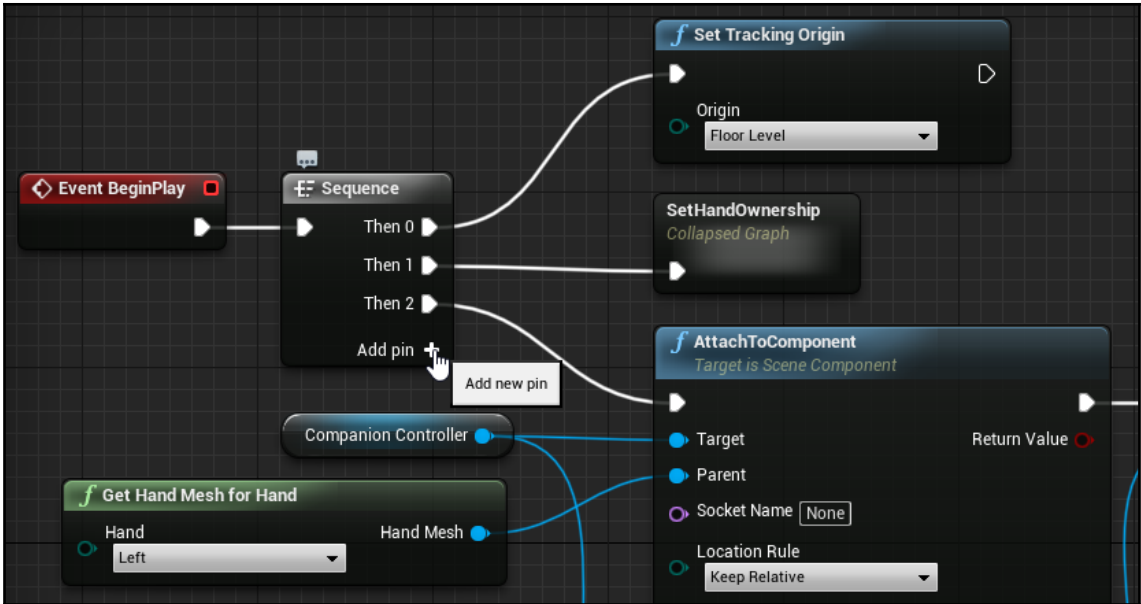 Set Tracking Origin
Origin
Floor Level
Event BeginPlay
Sequence
Then 0
Then 1
Then 2
Add pin
Add new pin
SetHandOwnership
Collapsed Graph
AttachToComponent
Target is Scene Component
Target
Return Value
Parent
Socket Name None
Location Rule
Keep Relative
Companion Controller
Get Hand Mesh for Hand
Hand
Hand Mesh
Left